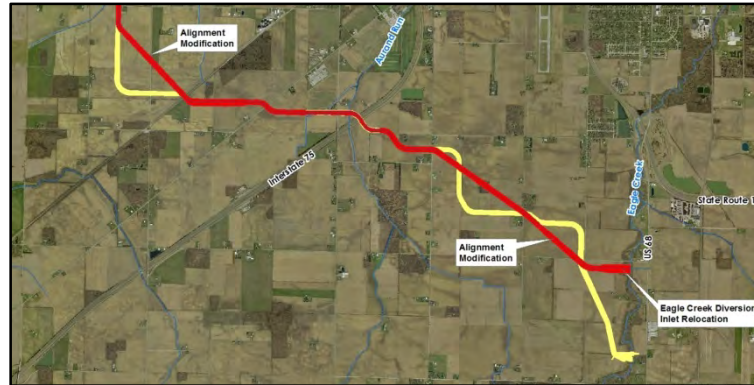 Alignment
Modification
Aurand Run
Interstate 75
Eagle Creek
State Route 1
US 68
Alignment
Modification
Eagle Creek Diversion
Inlet Relocation